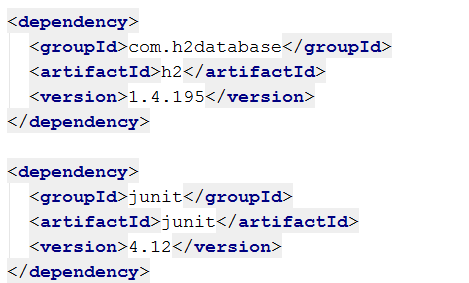 <dependency>
  <groupId>com.h2database</groupId>
  <artifactId>h2</artifactId>
  <version>1.4.195</version>
</dependency>

<dependency>
  <groupId>junit</groupId>
  <artifactId>junit</artifactId>
  <version>4.12</version>
</dependency>